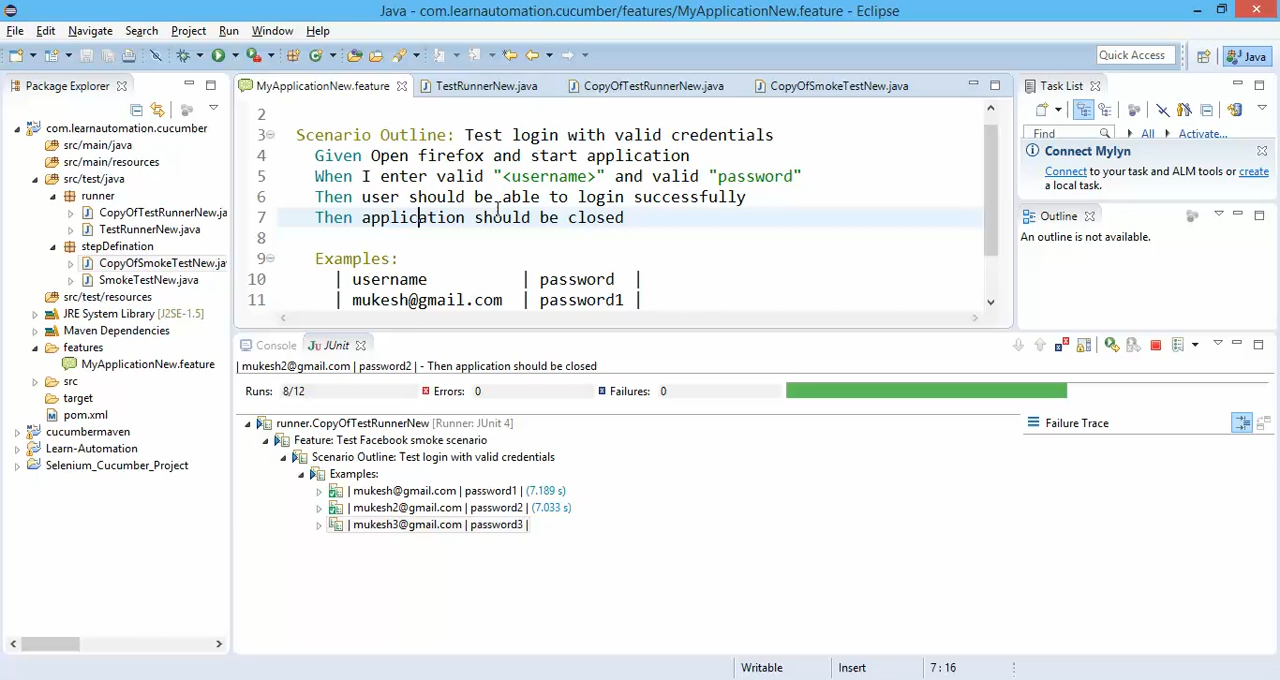 Java - com.learnautomation.cucumber/features/MyApplicationNew.feature - Eclipse
File Edit Navigate Search Project Run Window Help
Quick Access
Java
Package Explorer
MyApplicationNew.feature
TestRunnerNew.java
CopyOfTestRunnerNew.java
CopyOfSmokeTestNew.java
Task List
com.learnautomation.cucumber
src/main/java
src/main/resources
src/test/java
runner
CopyOfTestRunnerNew.ja
TestRunnerNew.java
stepDefination
CopyOfSmokeTestNew.ja
SmokeTestNew.java
src/test/resources
JRE System Library [J2SE-1.5]
Maven Dependencies
features
MyApplicationNew.feature
src
target
pom.xml
cucumbermaven
Learn-Automation
Selenium_Cucumber_Project
2
3 Scenario Outline: Test login with valid credentials
4 Given Open firefox and start application
5 When I enter valid "<username>" and valid "password"
6 Then user should be able to login successfully
7 Then application should be closed
8
9 Examples:
10 | username | password |
11 | mukesh@gmail.com | password1 |
Find All Activate...
Connect Mylyn
Connect to your task and ALM tools or create
a local task.
Outline
An outline is not available.
Console JUnit
| mukesh2@gmail.com | password2 | - Then application should be closed
Runs: 8/12 Errors: 0 Failures: 0
runner.CopyOfTestRunnerNew [Runner: JUnit 4]
Feature: Test Facebook smoke scenario
Scenario Outline: Test login with valid credentials
Examples:
| mukesh@gmail.com | password1 | (7.189 s)
| mukesh2@gmail.com | password2 | (7.033 s)
| mukesh3@gmail.com | password3 |
Failure Trace
Writable Insert 7 : 16